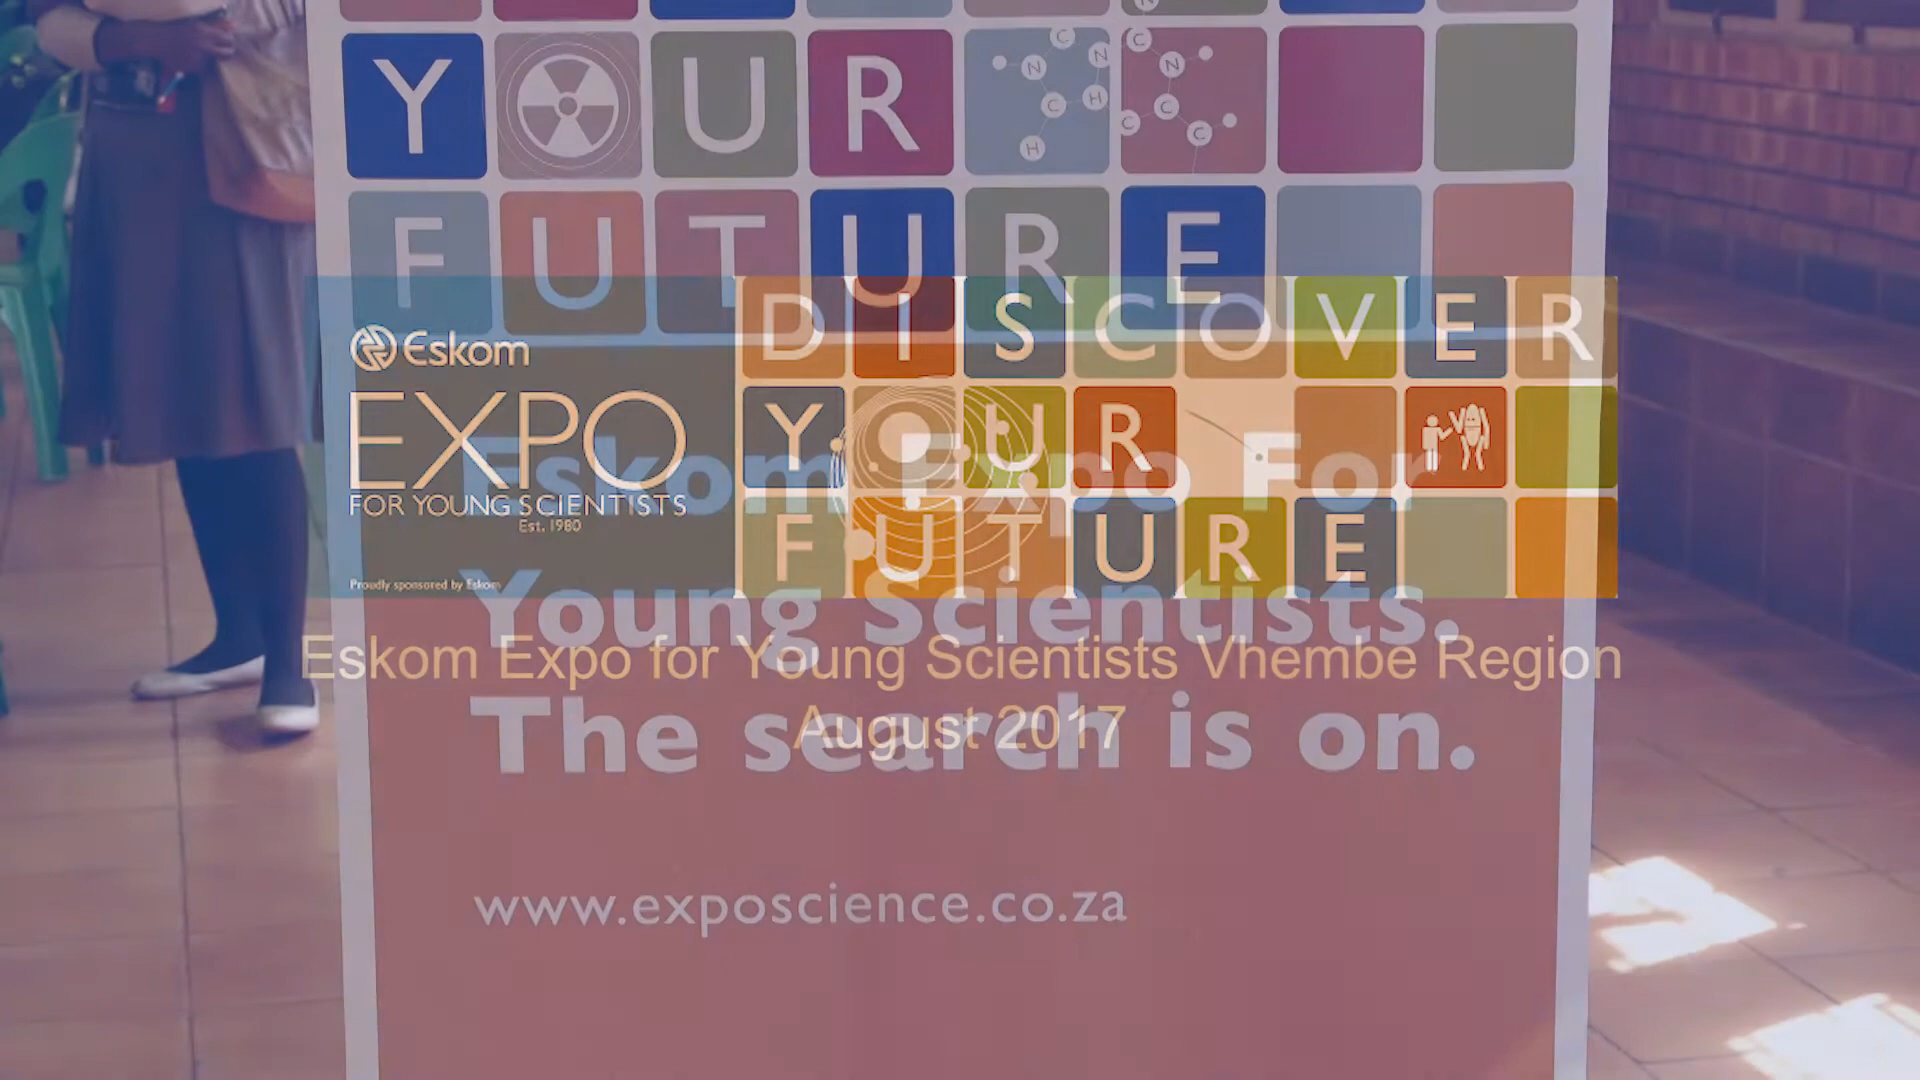 YOUR
FUTURE
Eskom Expo For
Young Scientists.
The search is on.
www.exposcience.co.za
Eskom
EXPO
FOR YOUNG SCIENTISTS
Est. 1980
Proudly sponsored by Eskom
DISCOVER
YOUR
FUTURE
Eskom Expo for Young Scientists Vhembe Region
August 2017